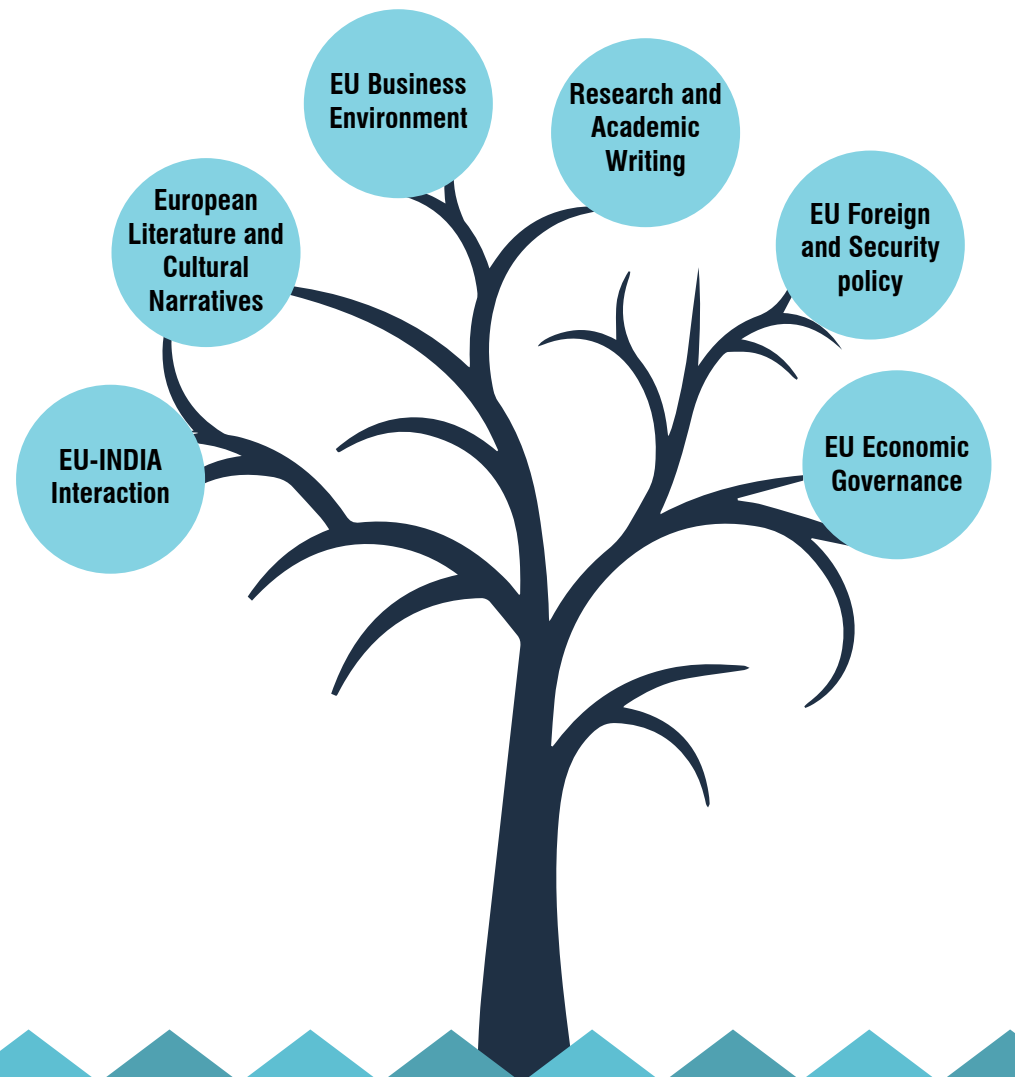 EU Business
Environment
Research and
Academic
Writing
European
Literature and
Cultural
Narratives
EU Foreign
and Security
policy
EU-INDIA
Interaction
EU Economic
Governance